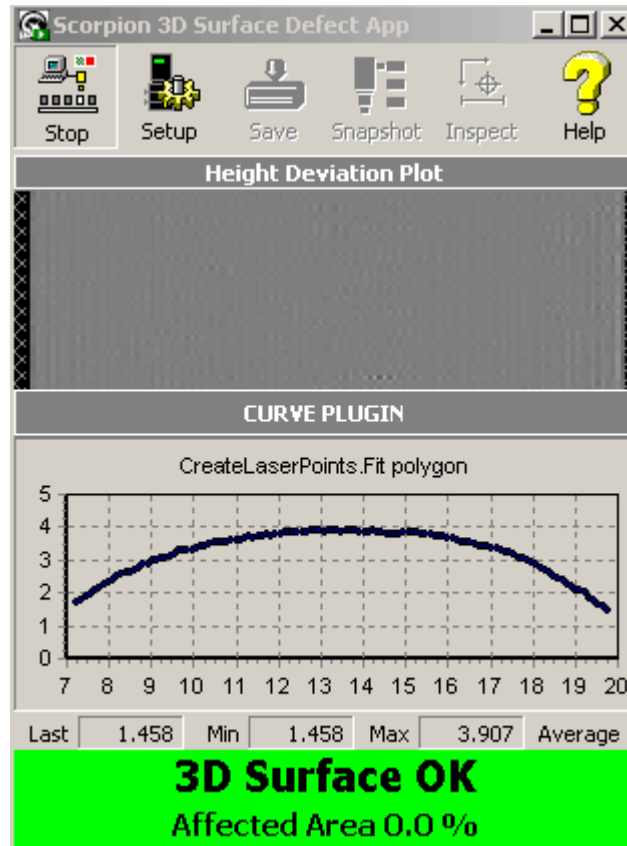 Scorpion 3D Surface Defect App
Stop Setup Save Snapshot Inspect Help
Height Deviation Plot
CURVE PLUGIN
CreateLaserPoints.Fit polygon
5
4
3
2
1
0
7 8 9 10 11 12 13 14 15 16 17 18 19 20
Last 1.458 Min 1.458 Max 3.907 Average
3D Surface OK
Affected Area 0.0 %